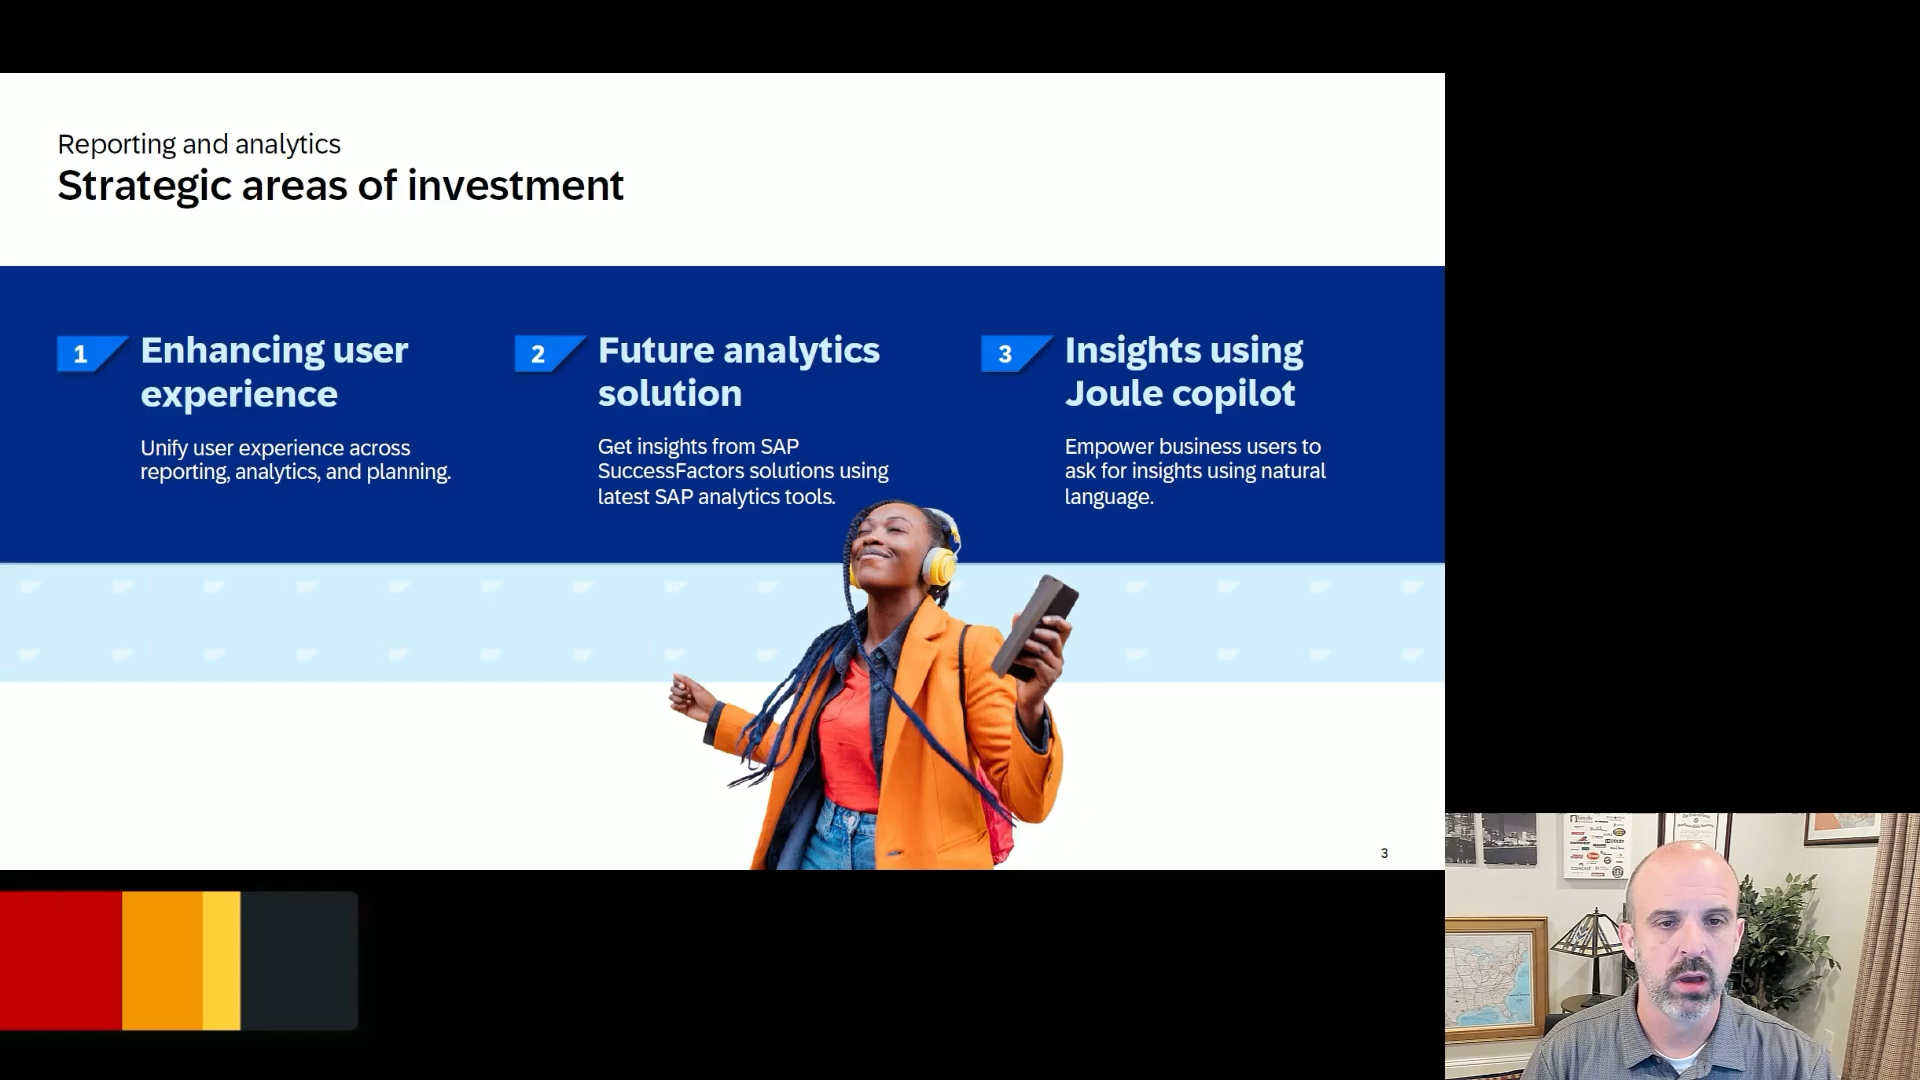 Reporting and analytics
Strategic areas of investment
1
Enhancing user
experience
Unify user experience across
reporting, analytics, and planning.
2
Future analytics
solution
Get insights from SAP
SuccessFactors solutions using
latest SAP analytics tools.
3
Insights using
Joule copilot
Empower business users to
ask for insights using natural
language.
3